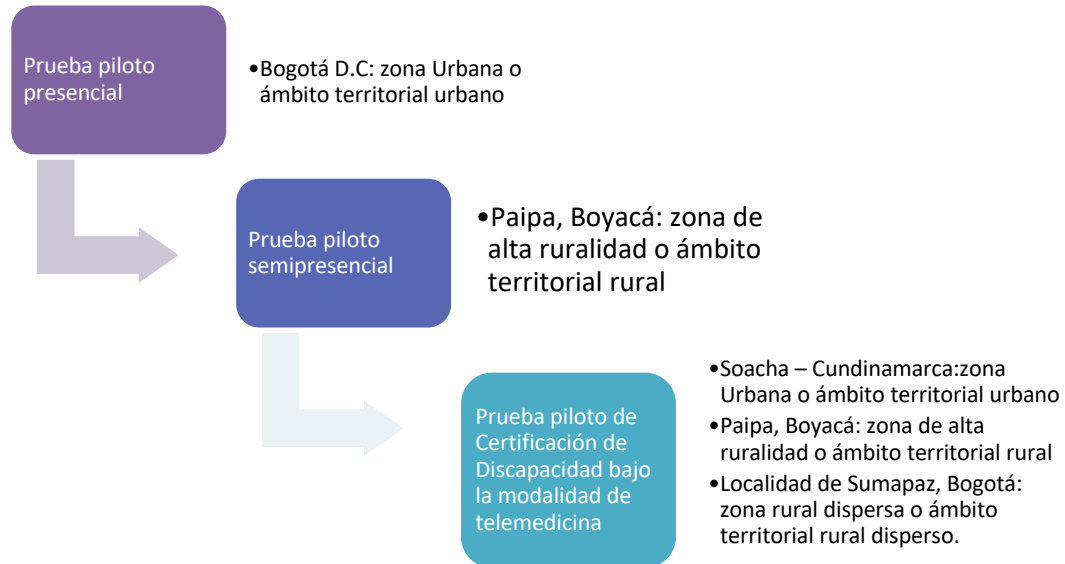 Prueba piloto
presencial
•Bogotá D.C: zona Urbana o
ámbito territorial urbano
Prueba piloto
semipresencial
•Paipa, Boyacá: zona de
alta ruralidad o ámbito
territorial rural
Prueba piloto de
Certificación de
Discapacidad bajo
la modalidad de
telemedicina
•Soacha – Cundinamarca:zona
Urbana o ámbito territorial urbano
•Paipa, Boyacá: zona de alta
ruralidad o ámbito territorial rural
•Localidad de Sumapaz, Bogotá:
zona rural dispersa o ámbito
territorial rural disperso.